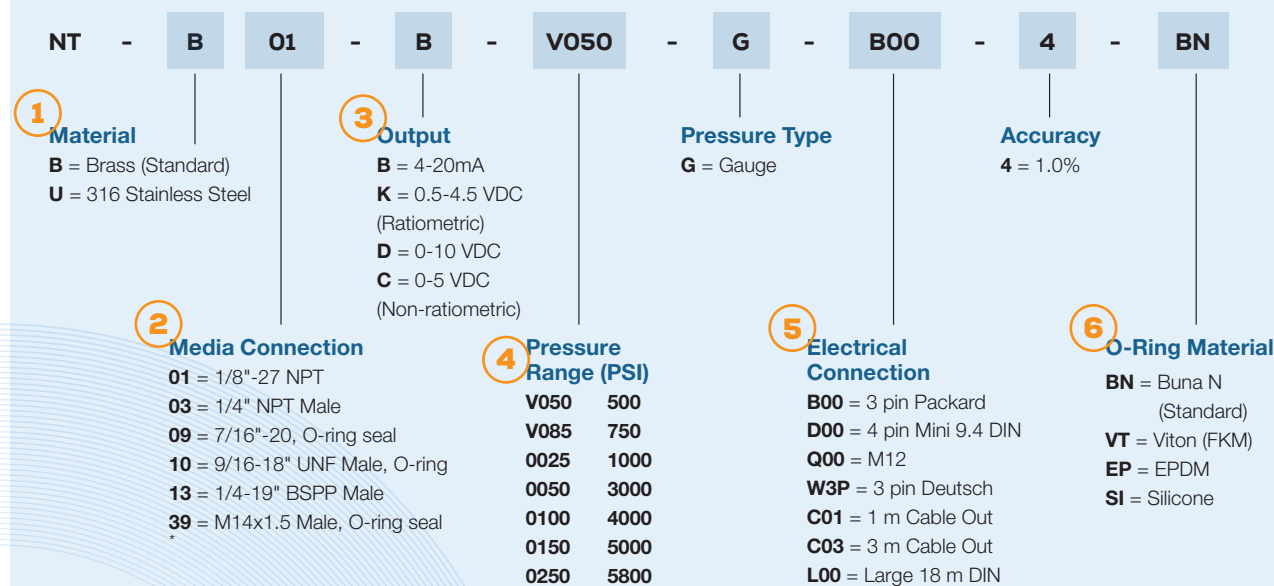 NT - B 01 - B - V050 - G - B00 - 4 - BN
1
Material
B = Brass (Standard)
U = 316 Stainless Steel
3
Output
B = 4-20mA
K = 0.5-4.5 VDC
(Ratiometric)
D = 0-10 VDC
C = 0-5 VDC
(Non-ratiometric)
Pressure Type
G = Gauge
Accuracy
4 = 1.0%
2
Media Connection
01 = 1/8"-27 NPT
03 = 1/4" NPT Male
09 = 7/16"-20, O-ring seal
10 = 9/16-18" UNF Male, O-ring
13 = 1/4-19" BSPP Male
39 = M14x1.5 Male, O-ring seal
*
4
Pressure
Range (PSI)
V050 500
V085 750
0025 1000
0050 3000
0100 4000
0150 5000
0250 5800
5
Electrical
Connection
B00 = 3 pin Packard
D00 = 4 pin Mini 9.4 DIN
Q00 = M12
W3P = 3 pin Deutsch
C01 = 1 m Cable Out
C03 = 3 m Cable Out
L00 = Large 18 m DIN
6
O-Ring Material
BN = Buna N
(Standard)
VT = Viton (FKM)
EP = EPDM
SI = Silicone